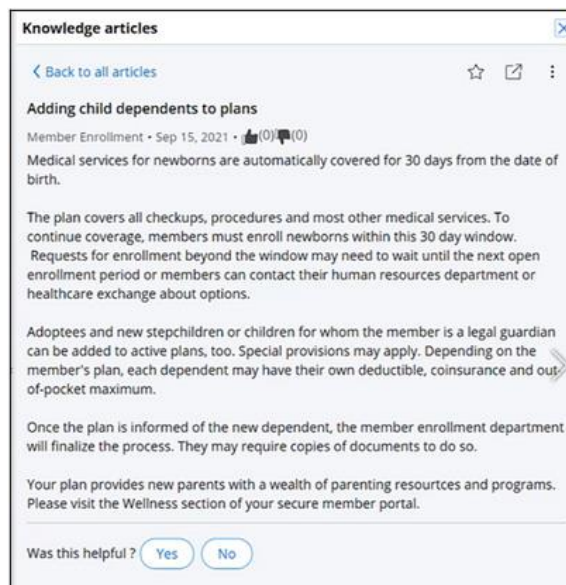 Knowledge articles
Back to all articles
Adding child dependents to plans
Member Enrollment • Sep 15, 2021 • (0) (0)
Medical services for newborns are automatically covered for 30 days from the date of
birth.
The plan covers all checkups, procedures and most other medical services. To
continue coverage, members must enroll newborns within this 30 day window.
Requests for enrollment beyond the window may need to wait until the next open
enrollment period or members can contact their human resources department or
healthcare exchange about options.
Adoptees and new stepchildren or children for whom the member is a legal guardian
can be added to active plans, too. Special provisions may apply. Depending on the
member's plan, each dependent may have their own deductible, coinsurance and out-
of-pocket maximum.
Once the plan is informed of the new dependent, the member enrollment department
will finalize the process. They may require copies of documents to do so.
Your plan provides new parents with a wealth of parenting resourtces and programs.
Please visit the Wellness section of your secure member portal.
Was this helpful ? Yes No